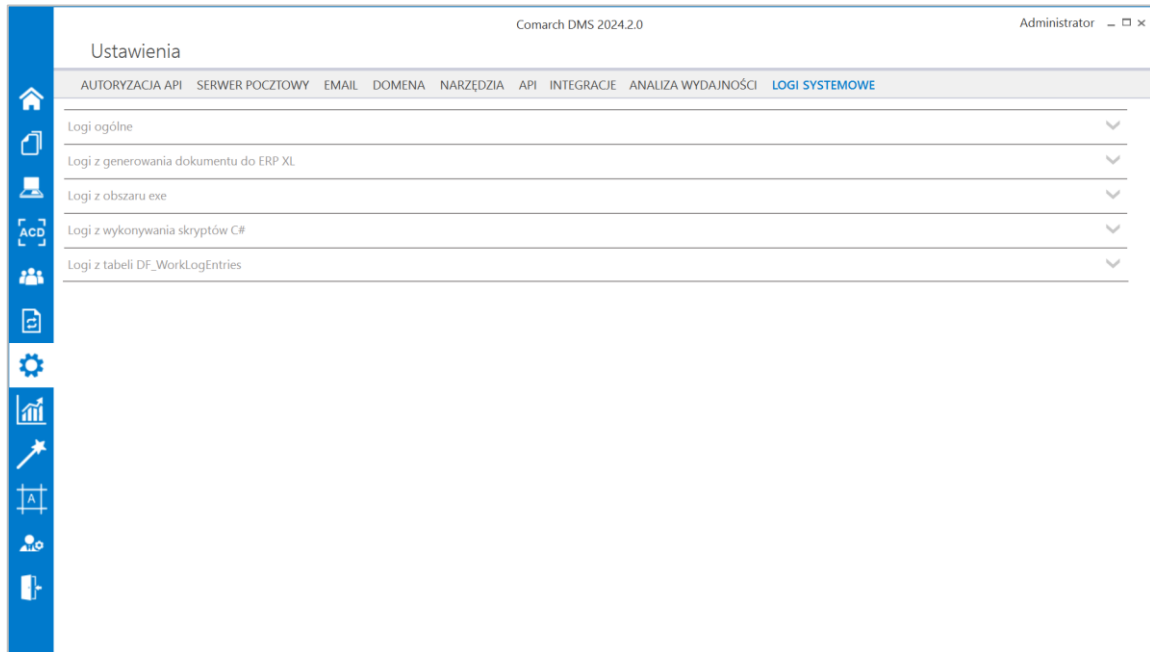 Comarch DMS 2024.2.0
Administrator
Ustawienia
AUTORYZACJA API SERWER POCZTOWY EMAIL DOMENA NARZĘDZIA API INTEGRACJE ANALIZA WYDAJNOŚCI LOGI SYSTEMOWE
Logi ogólne
Logi z generowania dokumentu do ERP XL
Logi z obszaru exe
ACD
Logi z wykonywania skryptów C#
Logi z tabeli DF_WorkLogEntries
A